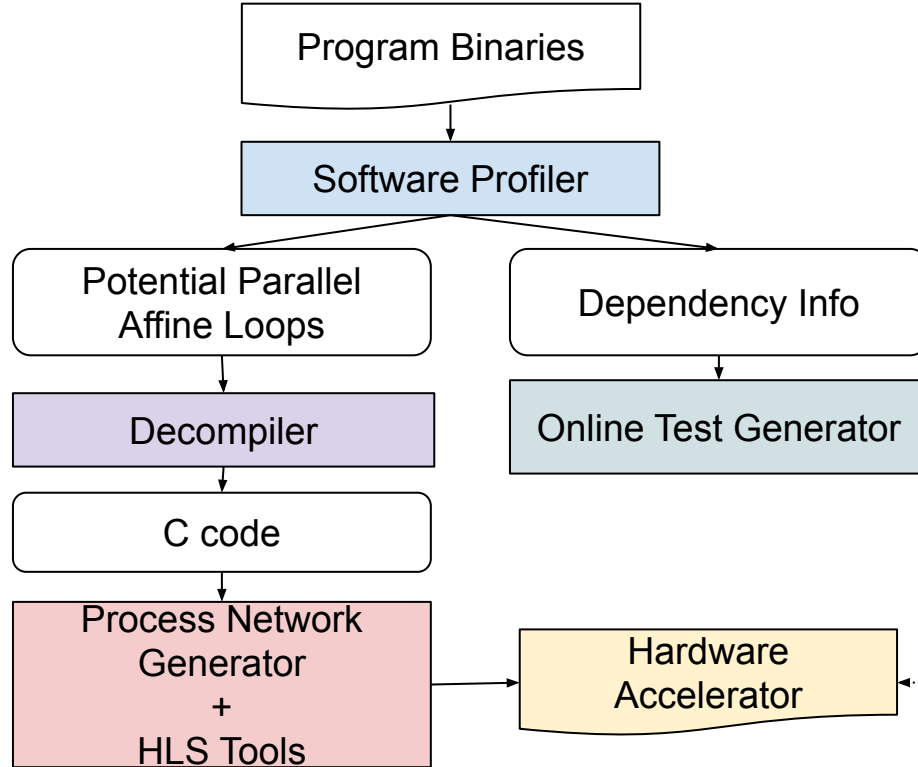 Program Binaries
Software Profiler
Potential Parallel
Affine Loops
Dependency Info
Decompiler
Online Test Generator
C code
Process Network
Generator
+
HLS Tools
Hardware
Accelerator